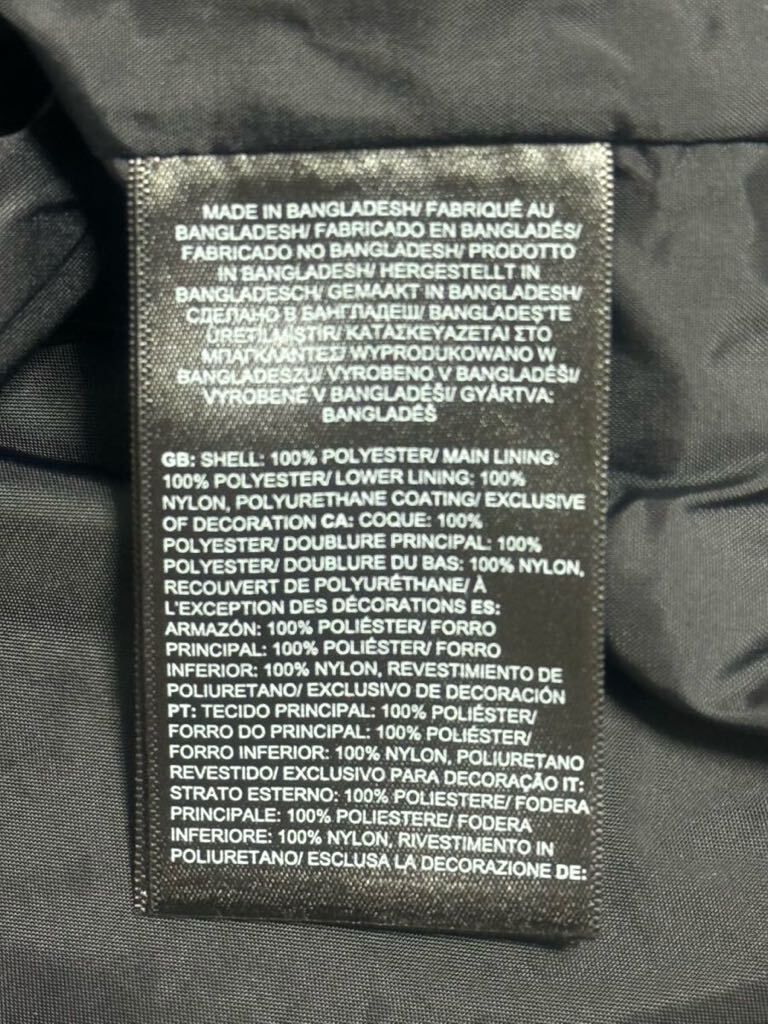 MADE IN BANGLADESH/ FABRIQUÉ AU
BANGLADESH/ FABRICADO EN BANGLADÉS/
FABRICADO NO BANGLADESH/ PRODOTTO
IN BANGLADESH/ HERGESTELLT IN
BANGLADESCH/ GEMAAKT IN BANGLADESH/
СДЕЛАНО В БАНГЛАДЕШ/ BANGLADEŞ'TE
ÜRETİLMİŞTİR/ ΚΑΤΑΣΚΕΥΑΖΕΤΑΙ ΣΤΟ
ΜΠΑΓΚΛΑΝΤΕΣ/ WYPRODUKOWANO W
BANGLADESZU/ VYROBENO V BANGLADÉŠI/
VYROBENÉ V BANGLADÉŠI/ GYÁRTVA:
BANGLADÉŠ
GB: SHELL: 100% POLYESTER/ MAIN LINING:
100% POLYESTER/ LOWER LINING: 100%
NYLON, POLYURETHANE COATING/ EXCLUSIVE
OF DECORATION CA: COQUE: 100%
POLYESTER/ DOUBLURE PRINCIPAL: 100%
POLYESTER/ DOUBLURE DU BAS: 100% NYLON,
RECOUVERT DE POLYURÉTHANE/ À
L'EXCEPTION DES DÉCORATIONS ES:
ARMAZÓN: 100% POLIÉSTER/ FORRO
PRINCIPAL: 100% POLIÉSTER/ FORRO
INFERIOR: 100% NYLON, REVESTIMIENTO DE
POLIURETANO/ EXCLUSIVO DE DECORACIÓN
PT: TECIDO PRINCIPAL: 100% POLIÉSTER/
FORRO DO PRINCIPAL: 100% POLIÉSTER/
FORRO INFERIOR: 100% NYLON, POLIURETANO
REVESTIDO/ EXCLUSIVO PARA DECORAÇÃO IT:
STRATO ESTERNO: 100% POLIESTERE/ FODERA
PRINCIPALE: 100% POLIESTERE/ FODERA
INFERIORE: 100% NYLON, RIVESTIMENTO IN
POLIURETANO/ ESCLUSA LA DECORAZIONE DE: